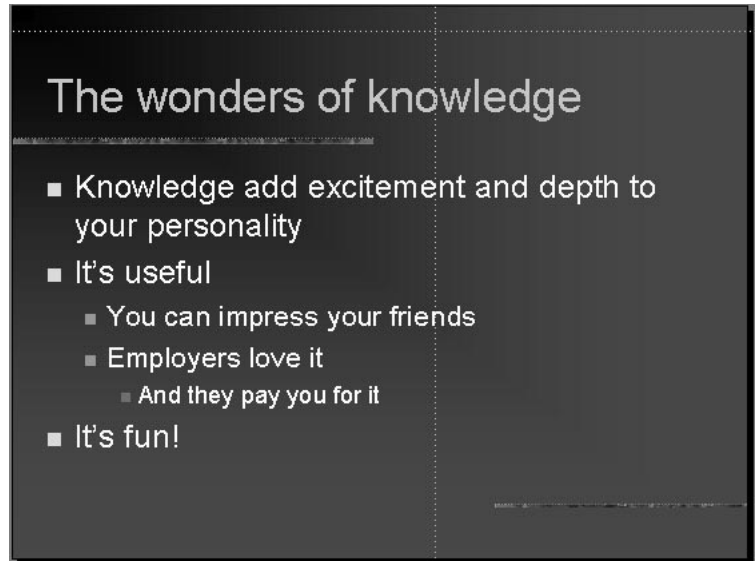 The wonders of knowledge
Knowledge add excitement and depth to
your personality
It's useful
You can impress your friends
Employers love it
And they pay you for it
It's fun!